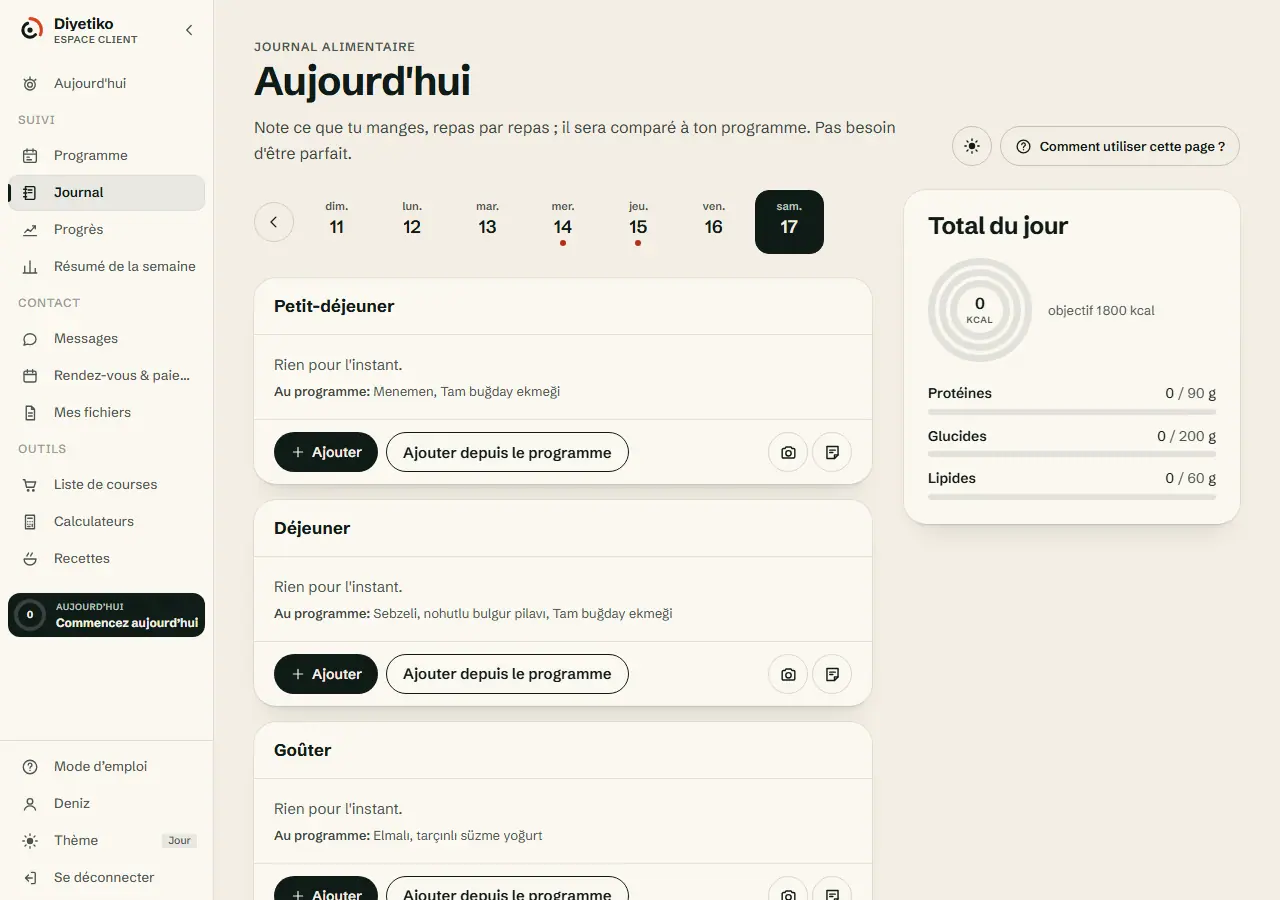 Diyetiko
ESPACE CLIENT
Aujourd'hui
SUIVI
Programme
Journal
Progrès
Résumé de la semaine
CONTACT
Messages
Rendez-vous & paie...
Mes fichiers
OUTILS
Liste de courses
Calculateurs
Recettes
0
AUJOURD'HUI
Commencez aujourd'hui
Mode d'emploi
Deniz
Thème Jour
Se déconnecter
JOURNAL ALIMENTAIRE
Aujourd'hui
Note ce que tu manges, repas par repas ; il sera comparé à ton programme. Pas besoin
d'être parfait.
Comment utiliser cette page ?
dim. lun. mar. mer. jeu. ven. sam.
11 12 13 14 15 16 17
Petit-déjeuner
Rien pour l'instant.
Au programme: Menemen, Tam buğday ekmeği
+ Ajouter Ajouter depuis le programme
Déjeuner
Rien pour l'instant.
Au programme: Sebzeli, nohutlu bulgur pilavı, Tam buğday ekmeği
+ Ajouter Ajouter depuis le programme
Goûter
Rien pour l'instant.
Au programme: Elmalı, tarçınlı süzme yoğurt
+ Ajouter Ajouter depuis le programme
Total du jour
0
KCAL
objectif 1800 kcal
Protéines 0 / 90 g
Glucides 0 / 200 g
Lipides 0 / 60 g